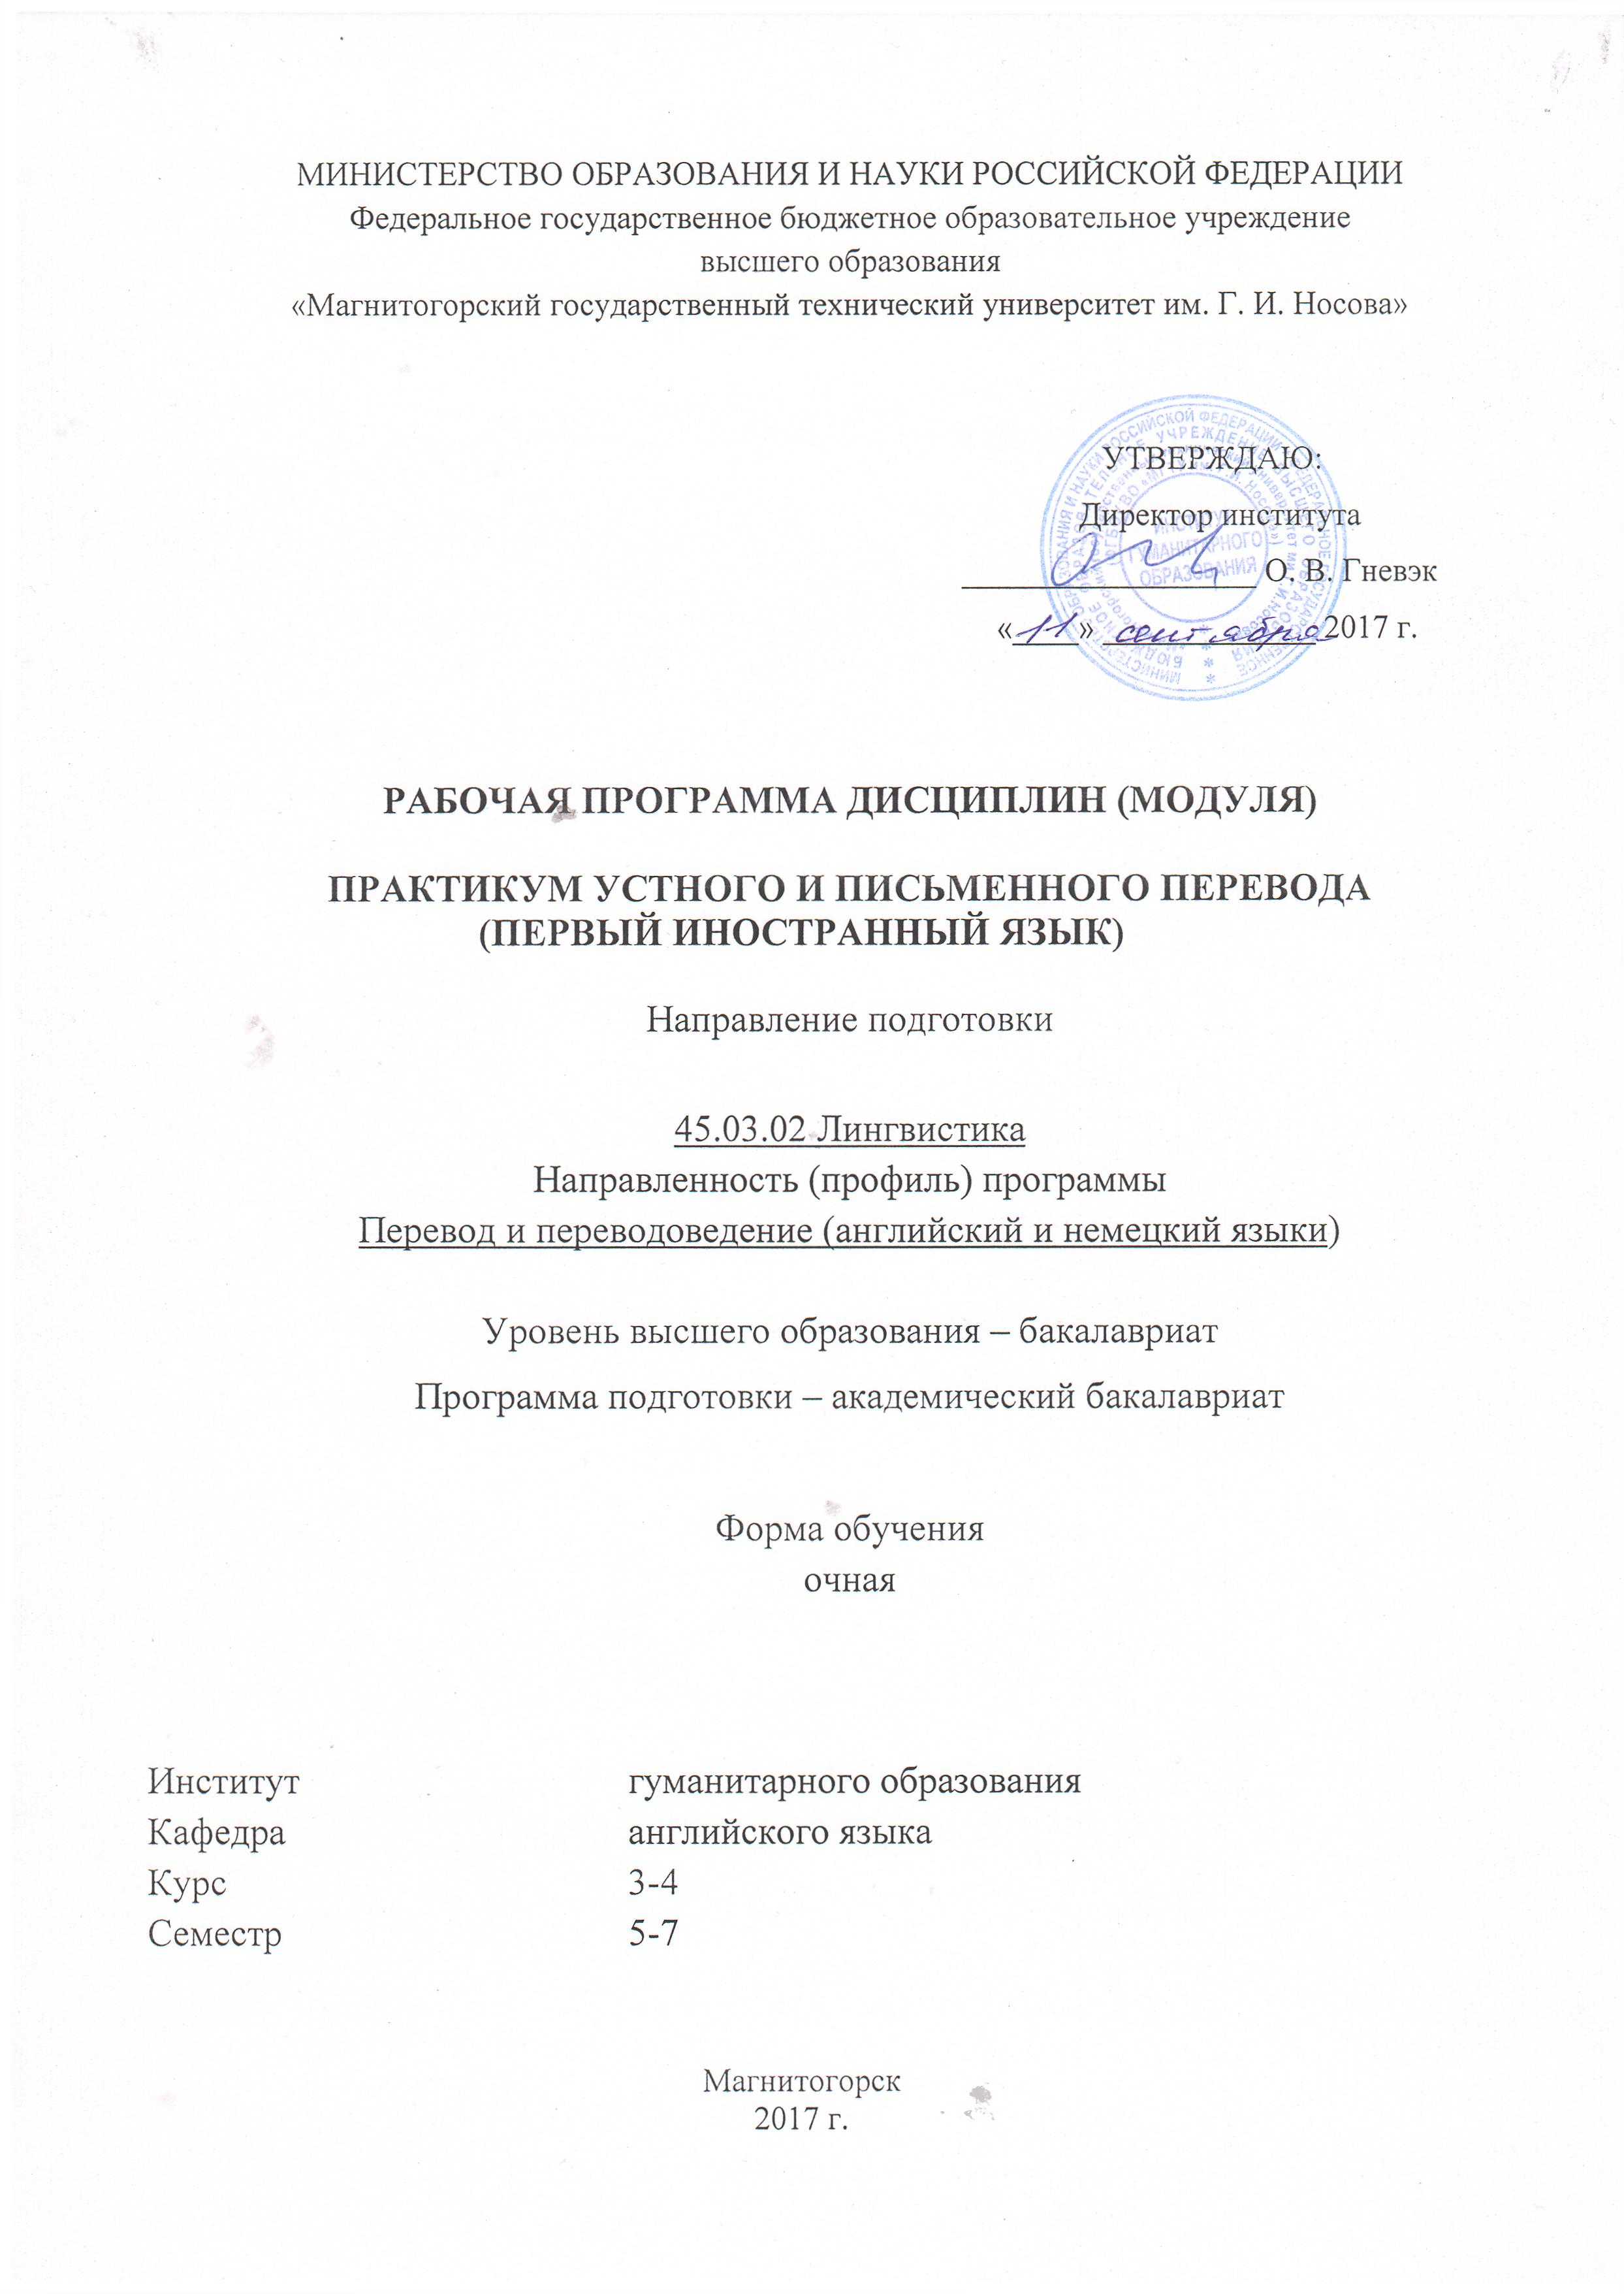 МИНИСТЕРСТВО ОБРАЗОВАНИЯ И НАУКИ РОССИЙСКОЙ ФЕДЕРАЦИИ
Федеральное государственное бюджетное образовательное учреждение
высшего образования
«Магнитогорский государственный технический университет им. Г. И. Носова»
УТВЕРЖДАЮ:
Директор института
О. В. Гневэк
«11» сентября 2017 г.
ИНСТИТУТ
ГУМАНИТАРНОГО
ОБРАЗОВАНИЯ
РАБОЧАЯ ПРОГРАММА ДИСЦИПЛИН (МОДУЛЯ)
ПРАКТИКУМ УСТНОГО И ПИСЬМЕННОГО ПЕРЕВОДА
(ПЕРВЫЙ ИНОСТРАННЫЙ ЯЗЫК)
Направление подготовки
45.03.02 Лингвистика
Направленность (профиль) программы
Перевод и переводоведение (английский и немецкий языки)
Уровень высшего образования – бакалавриат
Программа подготовки – академический бакалавриат
Форма обучения
очная
Институт гуманитарного образования
Кафедра английского языка
Курс 3-4
Семестр 5-7
Магнитогорск
2017 г.